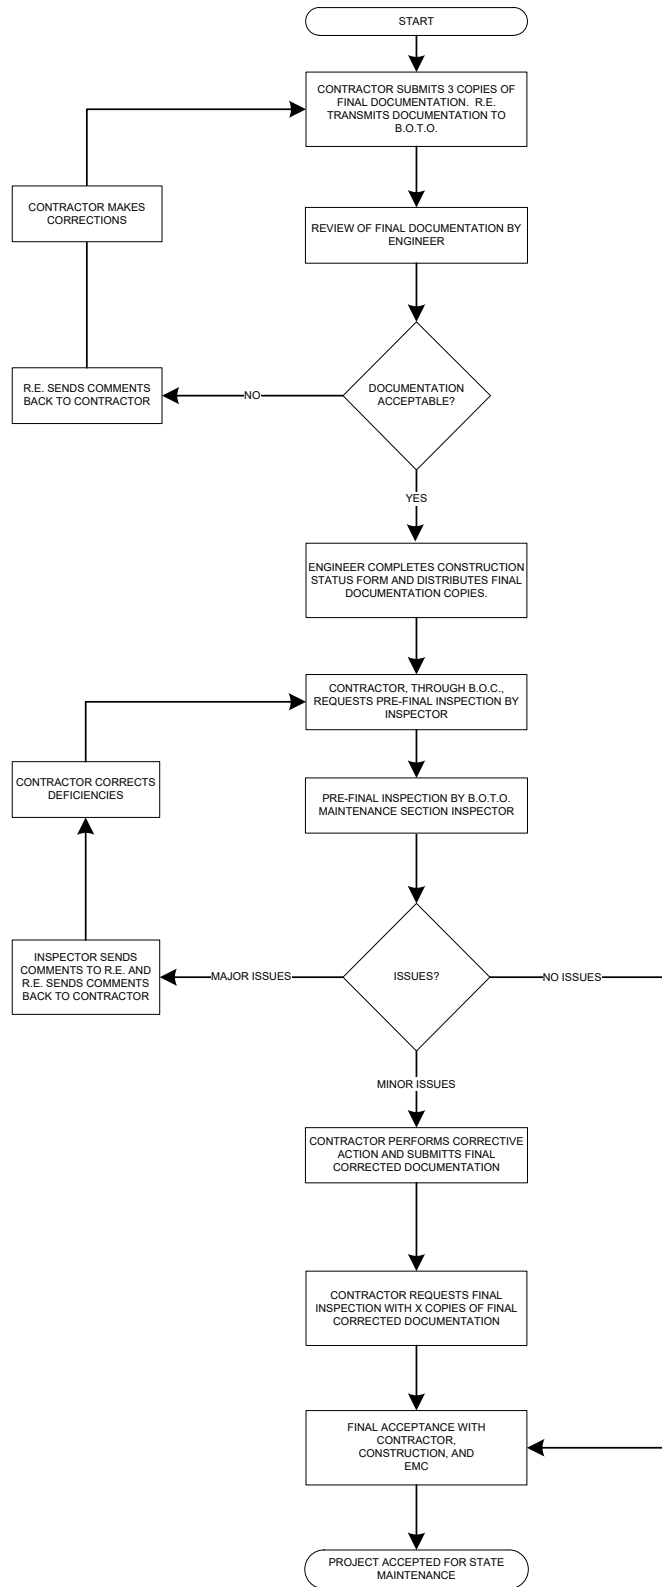 START
CONTRACTOR SUBMITS 3 COPIES OF
FINAL DOCUMENTATION. R.E.
TRANSMITS DOCUMENTATION TO
B.O.T.O.
CONTRACTOR MAKES
CORRECTIONS
REVIEW OF FINAL DOCUMENTATION BY
ENGINEER
R.E. SENDS COMMENTS
BACK TO CONTRACTOR
NO
DOCUMENTATION
ACCEPTABLE?
YES
ENGINEER COMPLETES CONSTRUCTION
STATUS FORM AND DISTRIBUTES FINAL
DOCUMENTATION COPIES.
CONTRACTOR, THROUGH B.O.C.,
REQUESTS PRE-FINAL INSPECTION BY
INSPECTOR
CONTRACTOR CORRECTS
DEFICIENCIES
PRE-FINAL INSPECTION BY B.O.T.O.
MAINTENANCE SECTION INSPECTOR
INSPECTOR SENDS
COMMENTS TO R.E. AND
R.E. SENDS COMMENTS
BACK TO CONTRACTOR
MAJOR ISSUES
ISSUES?
NO ISSUES
MINOR ISSUES
CONTRACTOR PERFORMS CORRECTIVE
ACTION AND SUBMITTS FINAL
CORRECTED DOCUMENTATION
CONTRACTOR REQUESTS FINAL
INSPECTION WITH X COPIES OF FINAL
CORRECTED DOCUMENTATION
FINAL ACCEPTANCE WITH
CONTRACTOR,
CONSTRUCTION, AND
EMC
PROJECT ACCEPTED FOR STATE
MAINTENANCE